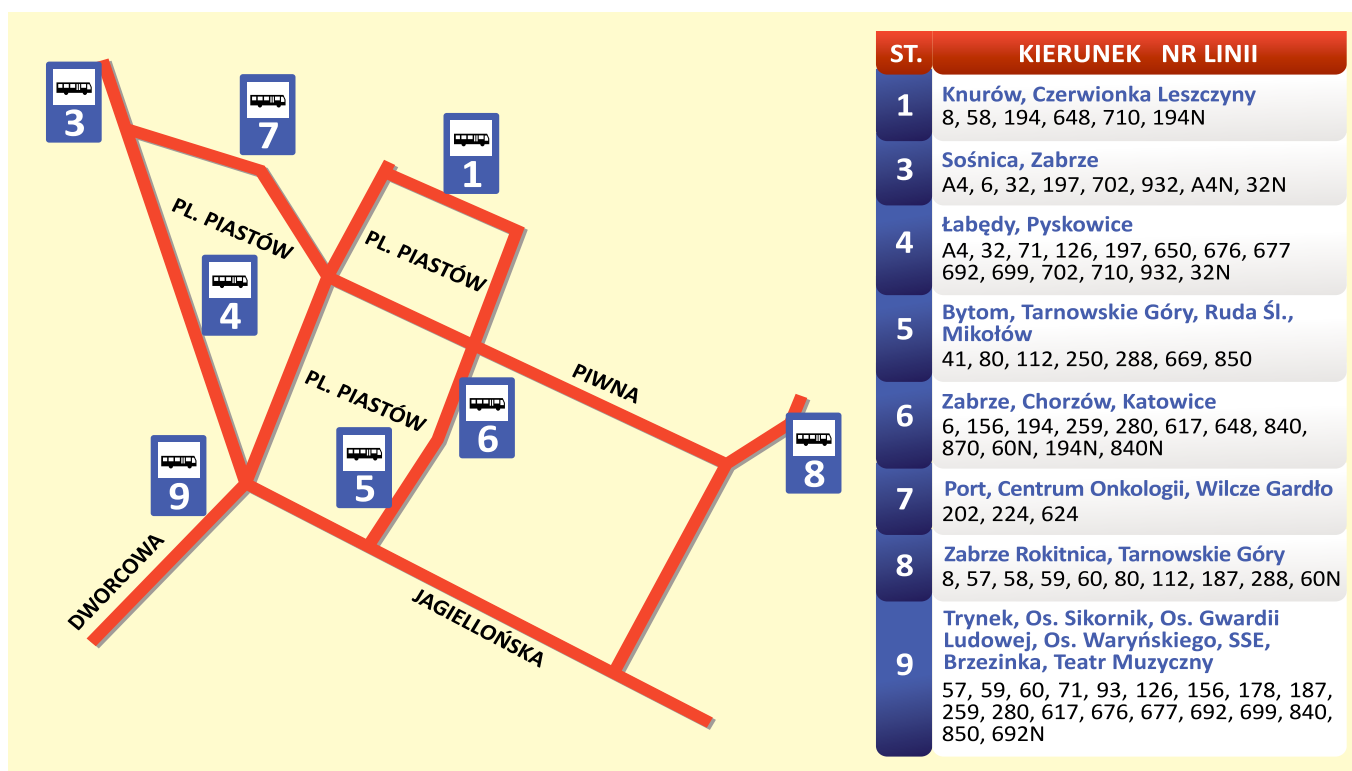 3
7
1
PL. PIASTÓW
PL. PIASTÓW
4
PL. PIASTÓW
PIWNA
6
5
8
9
DWORCOWA
JAGIELLOŃSKA
ST. KIERUNEK NR LINII
1
Knurów, Czerwionka Leszczyny
8, 58, 194, 648, 710, 194N
3
Sośnica, Zabrze
A4, 6, 32, 197, 702, 932, A4N, 32N
4
Łabędy, Pyskowice
A4, 32, 71, 126, 197, 650, 676, 677
692, 699, 702, 710, 932, 32N
5
Bytom, Tarnowskie Góry, Ruda Śl.,
Mikołów
41, 80, 112, 250, 288, 669, 850
6
Zabrze, Chorzów, Katowice
6, 156, 194, 259, 280, 617, 648, 840,
870, 60N, 194N, 840N
7
Port, Centrum Onkologii, Wilcze Gardło
202, 224, 624
8
Zabrze Rokitnica, Tarnowskie Góry
8, 57, 58, 59, 60, 80, 112, 187, 288, 60N
9
Trynek, Os. Sikornik, Os. Gwardii
Ludowej, Os. Waryńskiego, SSE,
Brzezinka, Teatr Muzyczny
57, 59, 60, 71, 93, 126, 156, 178, 187,
259, 280, 617, 676, 677, 692, 699, 840,
850, 692N